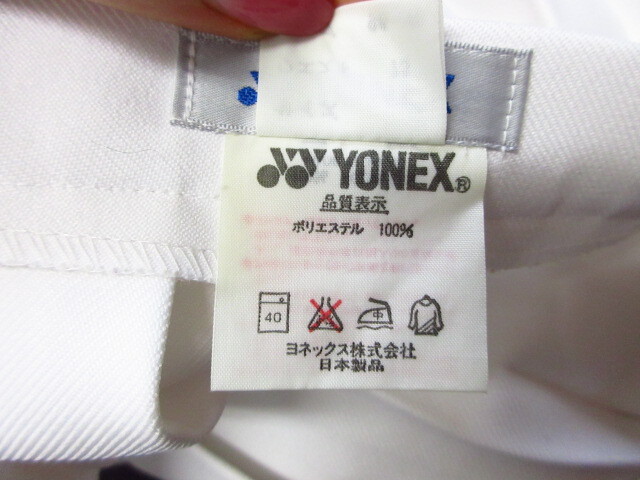 YONEX®
品質表示
ポリエステル 100%
40 中
ヨネックス株式会社
日本製品